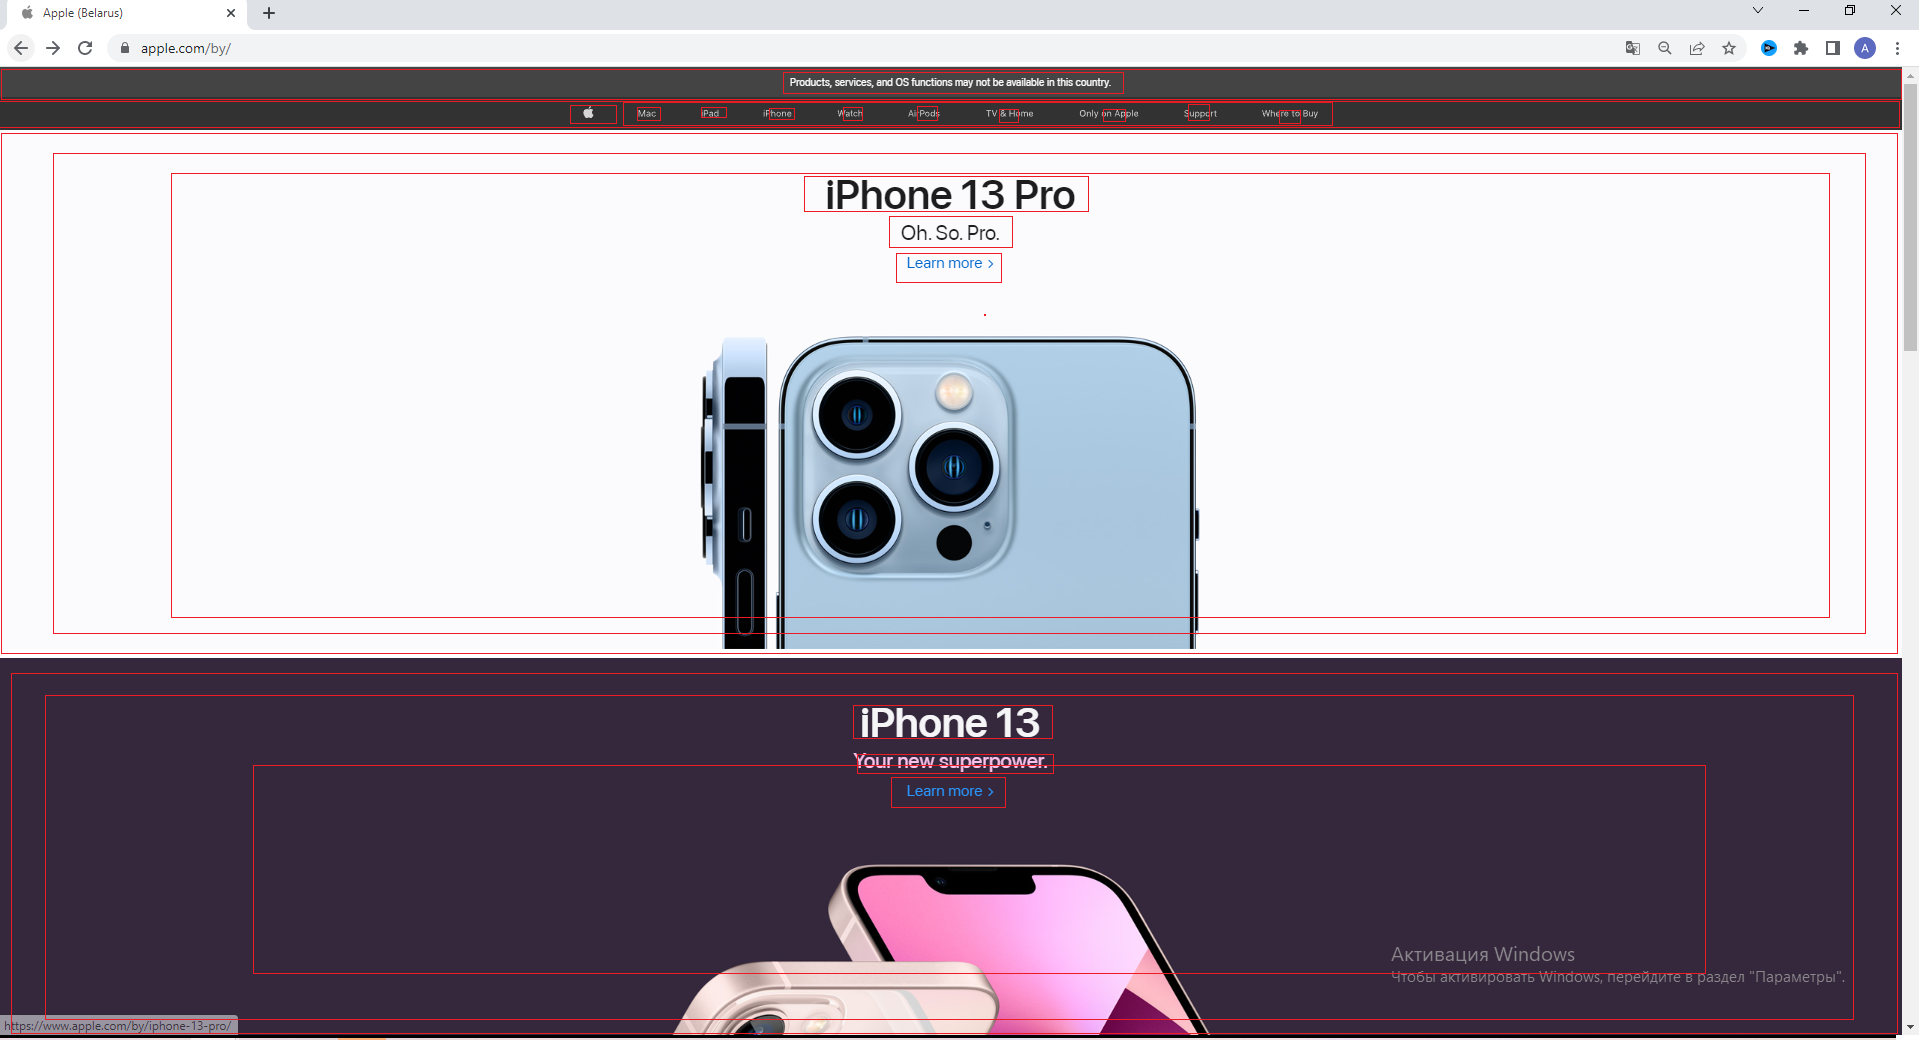 Apple (Belarus)
apple.com/by/
A
Products, services, and OS functions may not be available in this country.
Mac iPad iPhone Watch AirPods TV & Home Only on Apple Support Where to Buy
iPhone 13 Pro
Oh. So. Pro.
Learn more >
iPhone 13
Your new superpower.
Learn more >
Активация Windows
Чтобы активировать Windows, перейдите в раздел "Параметры".
https://www.apple.com/by/iphone-13-pro/